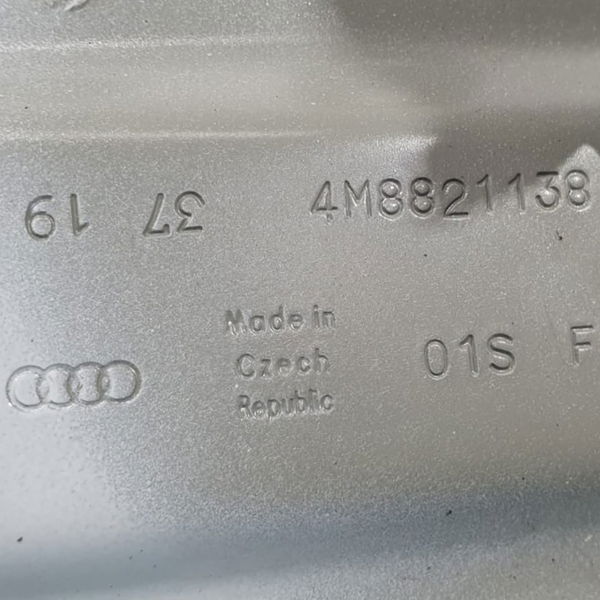 37 19
4M8821138
Made in
Czech
Republic
01S F